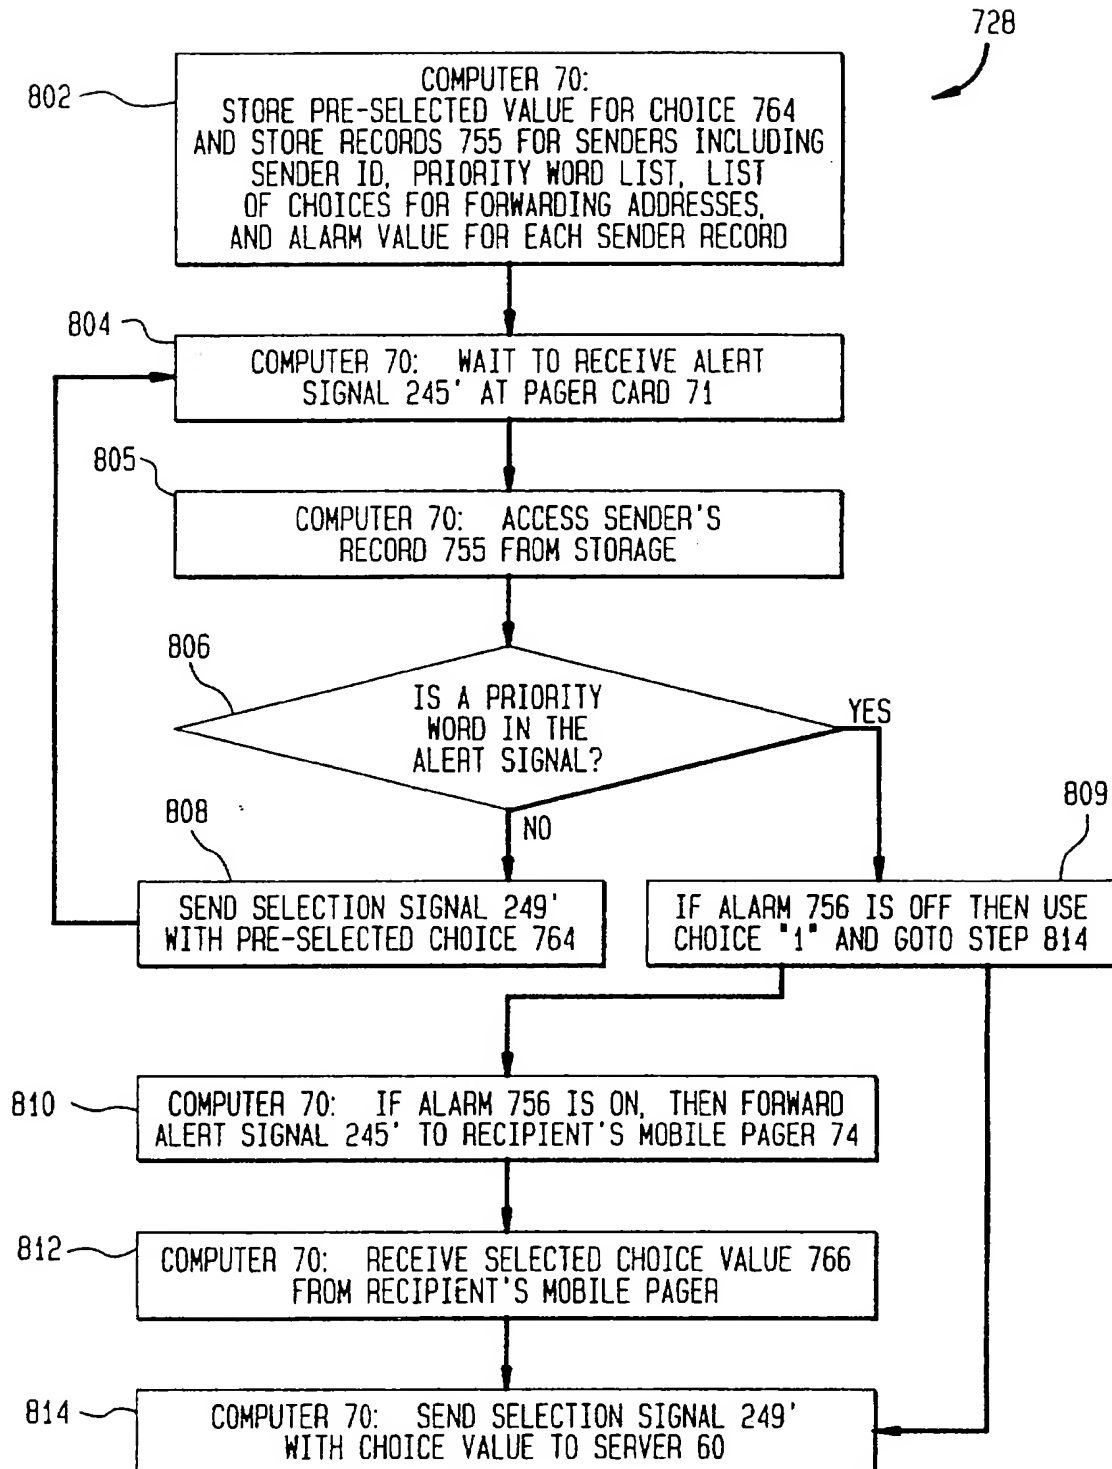 728
802
COMPUTER 70:
STORE PRE-SELECTED VALUE FOR CHOICE 764
AND STORE RECORDS 755 FOR SENDERS INCLUDING
SENDER ID, PRIORITY WORD LIST, LIST
OF CHOICES FOR FORWARDING ADDRESSES,
AND ALARM VALUE FOR EACH SENDER RECORD
804
COMPUTER 70: WAIT TO RECEIVE ALERT
SIGNAL 245' AT PAGER CARD 71
805
COMPUTER 70: ACCESS SENDER'S
RECORD 755 FROM STORAGE
806
IS A PRIORITY
WORD IN THE
ALERT SIGNAL?
YES
NO
808
SEND SELECTION SIGNAL 249'
WITH PRE-SELECTED CHOICE 764
809
IF ALARM 756 IS OFF THEN USE
CHOICE "1" AND GOTO STEP 814
810
COMPUTER 70: IF ALARM 756 IS ON, THEN FORWARD
ALERT SIGNAL 245' TO RECIPIENT'S MOBILE PAGER 74
812
COMPUTER 70: RECEIVE SELECTED CHOICE VALUE 766
FROM RECIPIENT'S MOBILE PAGER
814
COMPUTER 70: SEND SELECTION SIGNAL 249'
WITH CHOICE VALUE TO SERVER 60